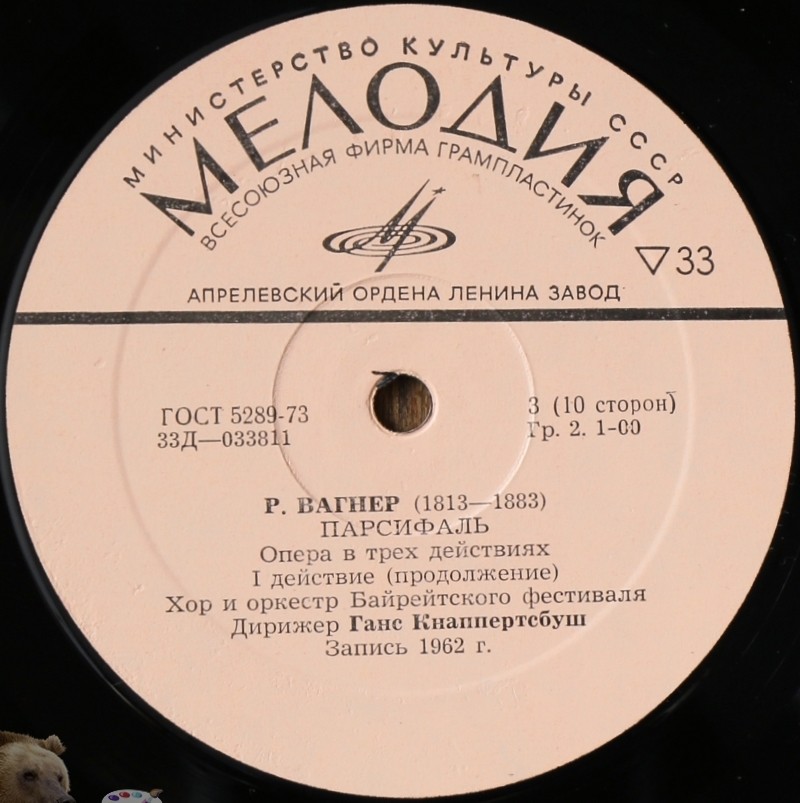 МИНИСТЕРСТВО КУЛЬТУРЫ СССР
МЕЛОДИЯ
ВСЕСОЮЗНАЯ ФИРМА ГРАМПЛАСТИНОК
33
АПРЕЛЕВСКИЙ ОРДЕНА ЛЕНИНА ЗАВОД
ГОСТ 5289-73
33Д—033811
3 (10 сторон)
Гр. 2. 1-00
Р. ВАГНЕР (1813—1883)
ПАРСИФАЛЬ
Опера в трех действиях
I действие (продолжение)
Хор и оркестр Байрейтского фестиваля
Дирижер Ганс Кнаппертсбуш
Запись 1962 г.